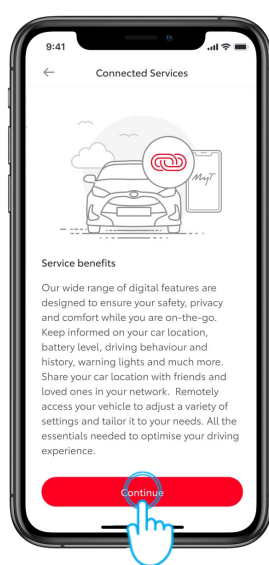 9:41
Connected Services
MyT
Service benefits
Our wide range of digital features are
designed to ensure your safety, privacy
and comfort while you are on-the-go.
Keep informed on your car location,
battery level, driving behaviour and
history, warning lights and much more.
Share your car location with friends and
loved ones in your network.  Remotely
access your vehicle to adjust a variety of
settings and tailor it to your needs. All the
essentials needed to optimise your driving
experience.
Continue